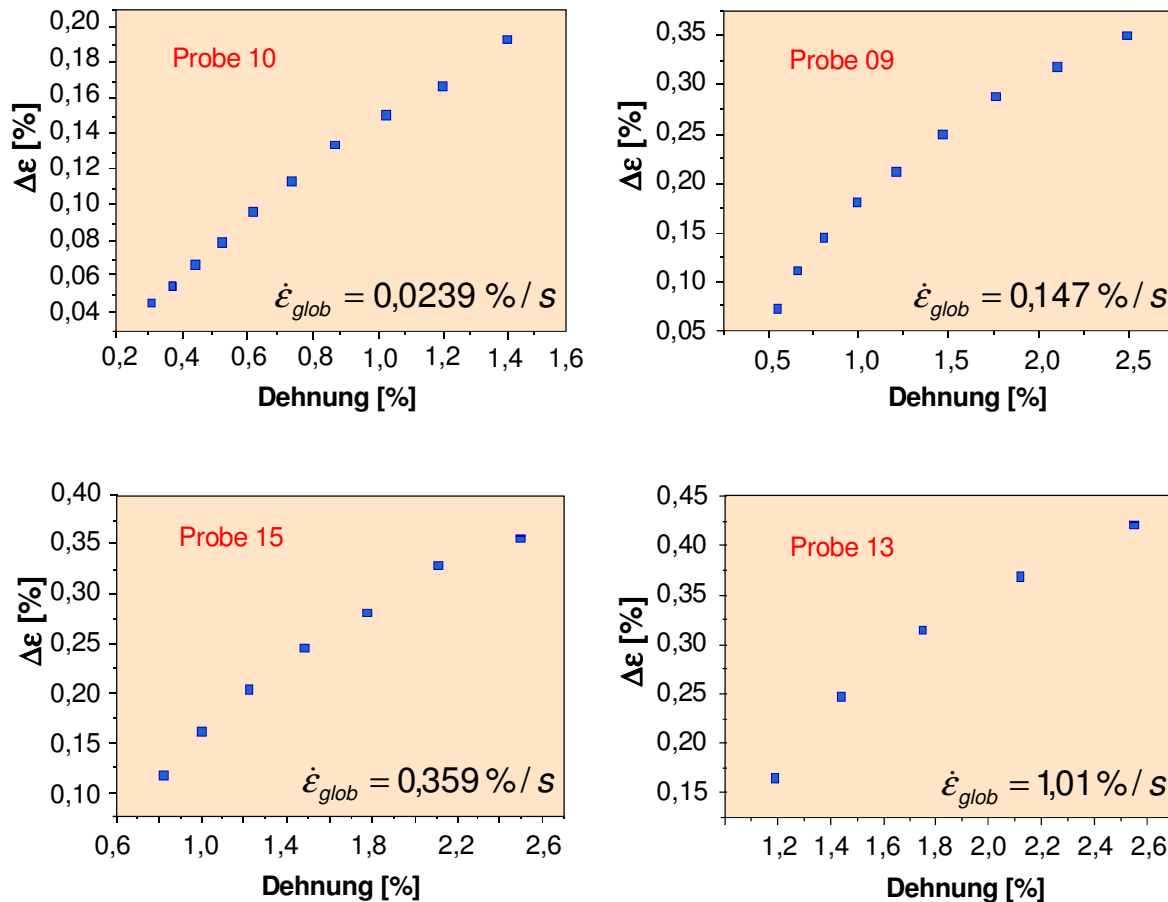 Δε [%]
0,20
0,18
0,16
0,14
0,12
0,10
0,08
0,06
0,04
Probe 10
ε̇glob = 0,0239 % / s
0,2 0,4 0,6 0,8 1,0 1,2 1,4 1,6
Dehnung [%]
Δε [%]
0,35
0,30
0,25
0,20
0,15
0,10
0,05
Probe 09
ε̇glob = 0,147 % / s
0,5 1,0 1,5 2,0 2,5
Dehnung [%]
Δε [%]
0,40
0,35
0,30
0,25
0,20
0,15
0,10
Probe 15
ε̇glob = 0,359 % / s
0,6 1,0 1,4 1,8 2,2 2,6
Dehnung [%]
Δε [%]
0,45
0,40
0,35
0,30
0,25
0,20
0,15
Probe 13
ε̇glob = 1,01 % / s
1,2 1,4 1,6 1,8 2,0 2,2 2,4 2,6
Dehnung [%]